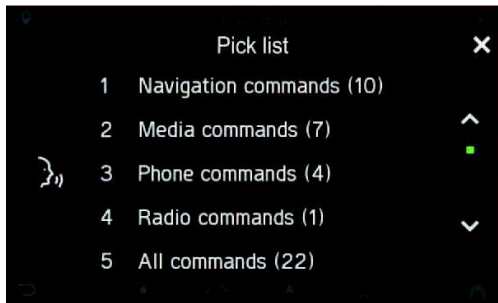 Pick list
1 Navigation commands (10)
2 Media commands (7)
3 Phone commands (4)
4 Radio commands (1)
5 All commands (22)